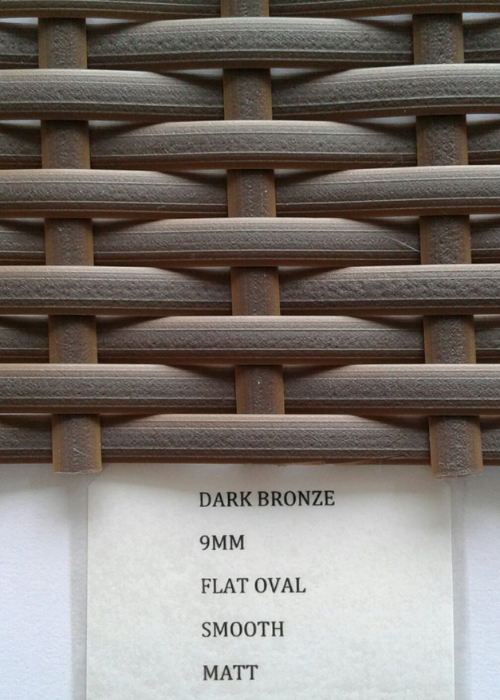 DARK BRONZE
9MM
FLAT OVAL
SMOOTH
MATT